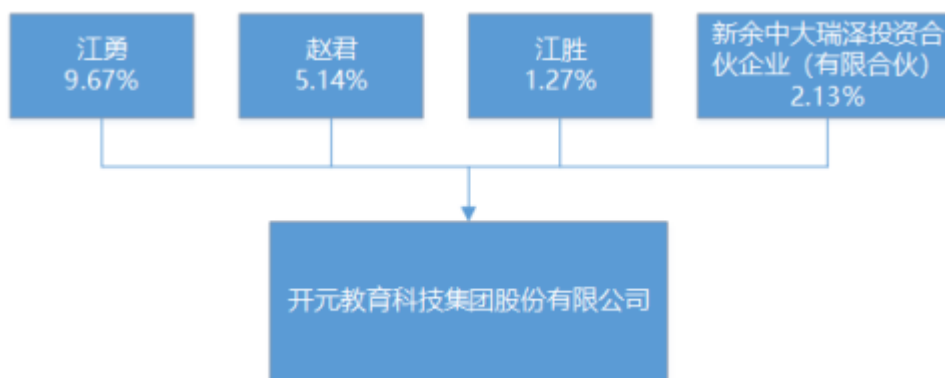 江勇
9.67%
赵君
5.14%
江胜
1.27%
新余中大瑞泽投资合
伙企业（有限合伙）
2.13%
开元教育科技集团股份有限公司